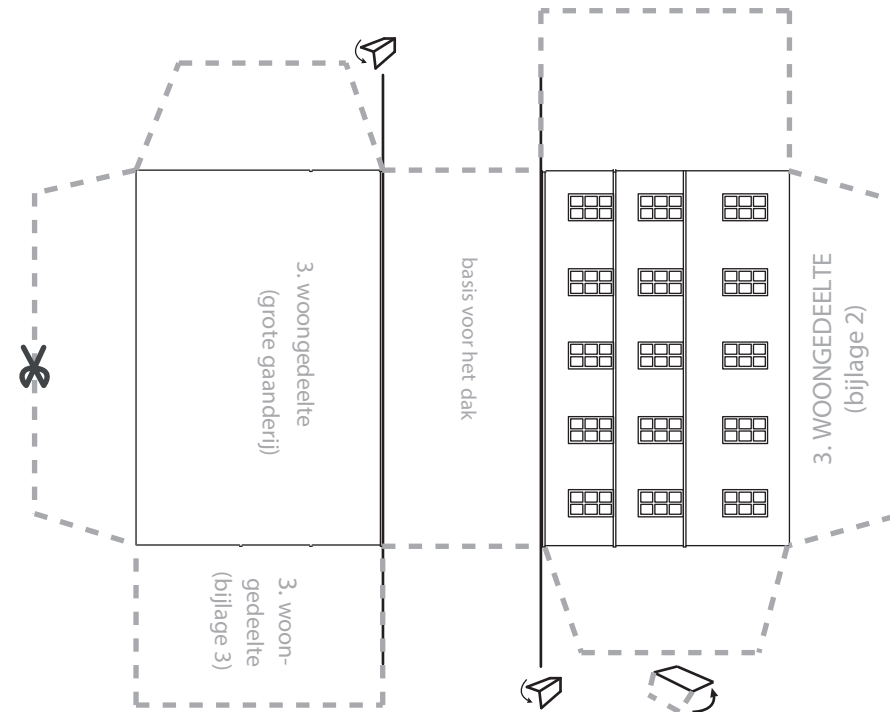 3. woongedeelte
(grote gaanderij)
basis voor het dak
3. WOONGEDEELTE
(bijlage 2)
3. woon-
gedeelte
(bijlage 3)